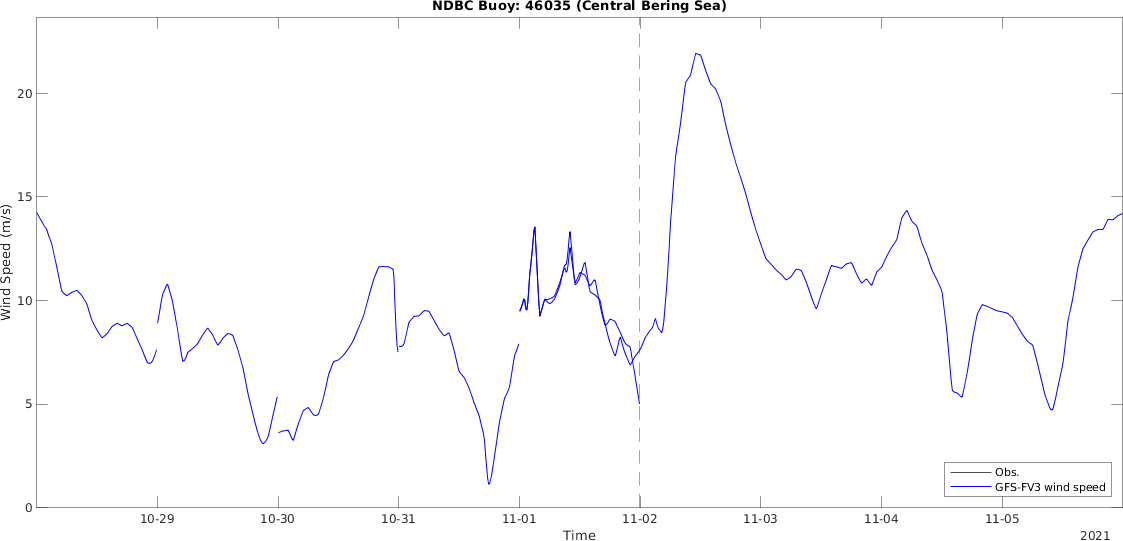 NDBC Buoy: 46035 (Central Bering Sea)
Wind Speed (m/s)
20
15
10
5
0
10-29 10-30 10-31 11-01 11-02 11-03 11-04 11-05
Time
2021
Obs.
GFS-FV3 wind speed